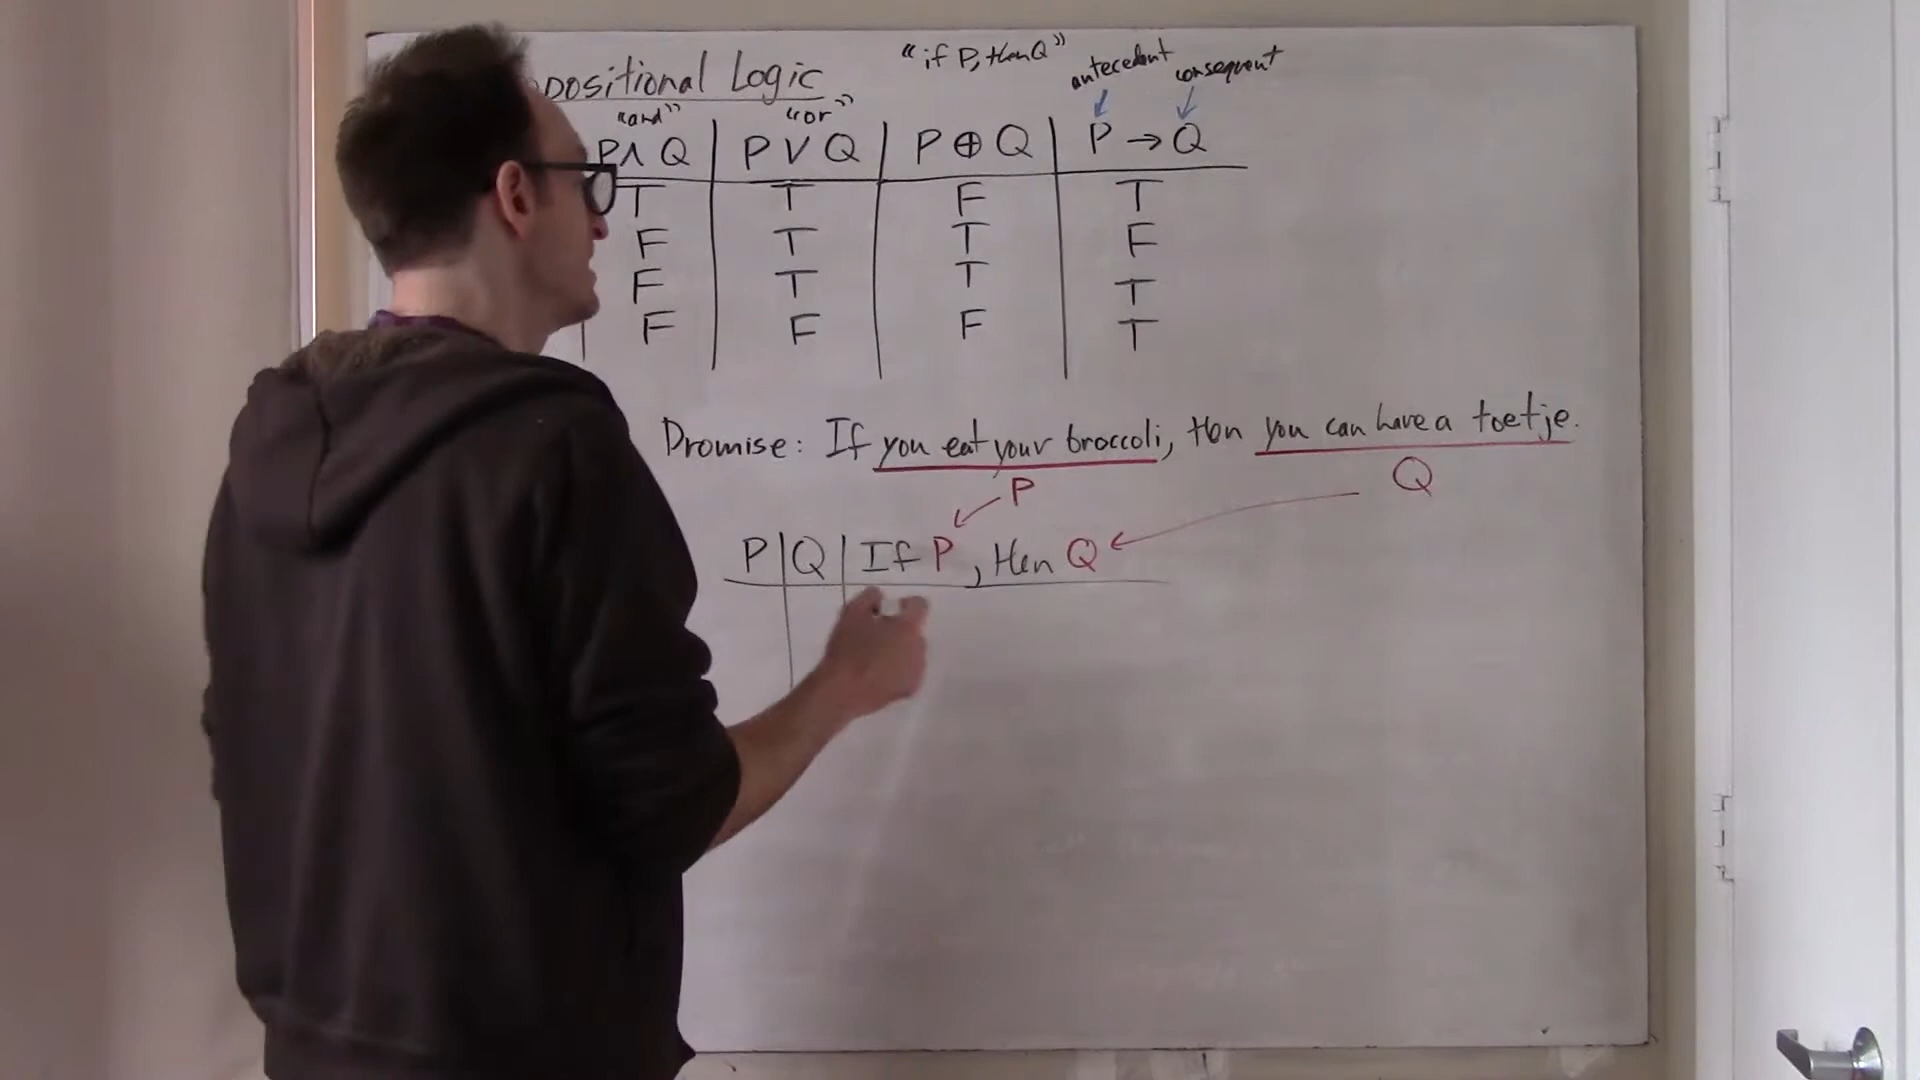 opositional Logic
"if P, then Q"
antecedent consequent
"and" "or"
P∧ Q P ∨ Q P ⊕ Q P → Q
T T F T
F T T F
F T T T
F F F T
Promise: If you eat your broccoli, then you can have a toetje.
P Q
P Q If P, then Q